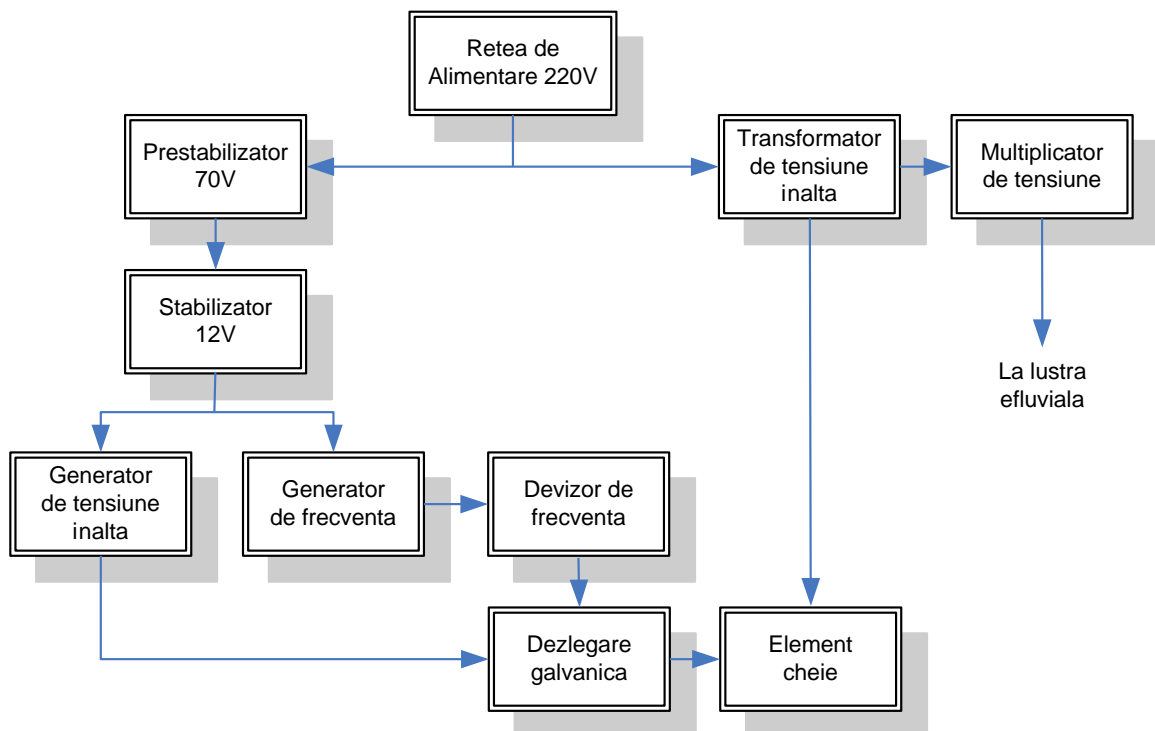 Retea de
Alimentare 220V
Prestabilizator
70V
Transformator
de tensiune
inalta
Multiplicator
de tensiune
Stabilizator
12V
La lustra
efluviala
Generator
de tensiune
inalta
Generator
de frecventa
Devizor de
frecventa
Dezlegare
galvanica
Element
cheie